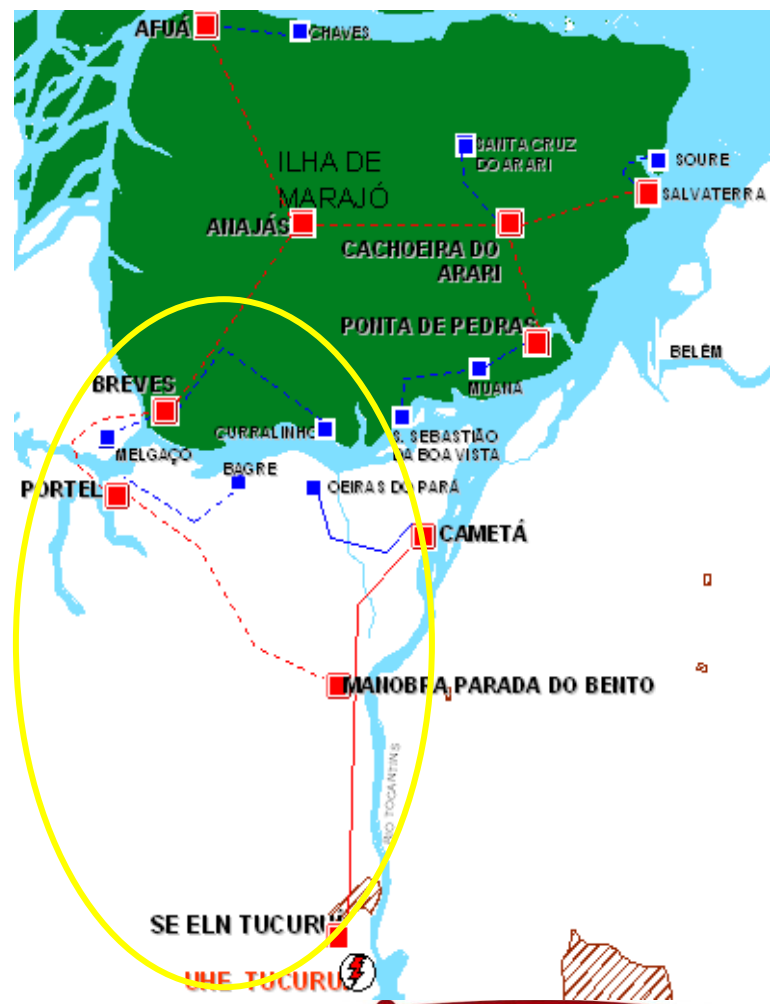 AFUÁ
CHAVES
ILHA DE
MARAJÓ
SANTA CRUZ
DO ARARI
SOURE
SALVATERRA
ANAJÁS
CACHOEIRA DO
ARARI
PONTA DE PEDRAS
BELÉM
BREVES
MUANÁ
CURRALINHO
S. SEBASTIÃO
DA BOA VISTA
MELGAÇO
BAGRE
PORTEL
OEIRAS DO PARÁ
CAMETÁ
MANOBRA PARADA DO BENTO
RIO TOCANTINS
SE ELN TUCURUÍ
UHE TUCURUÍ